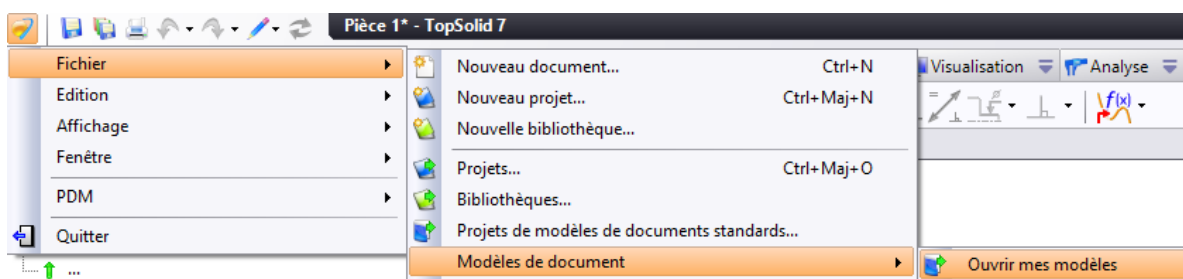 Pièce 1* - TopSolid 7
Fichier
Edition
Affichage
Fenêtre
PDM
Quitter
...
Nouveau document... Ctrl+N
Nouveau projet... Ctrl+Maj+N
Nouvelle bibliothèque...
Projets... Ctrl+Maj+O
Bibliothèques...
Projets de modèles de documents standards...
Modèles de document
Ouvrir mes modèles
Visualisation Analyse
f(x)